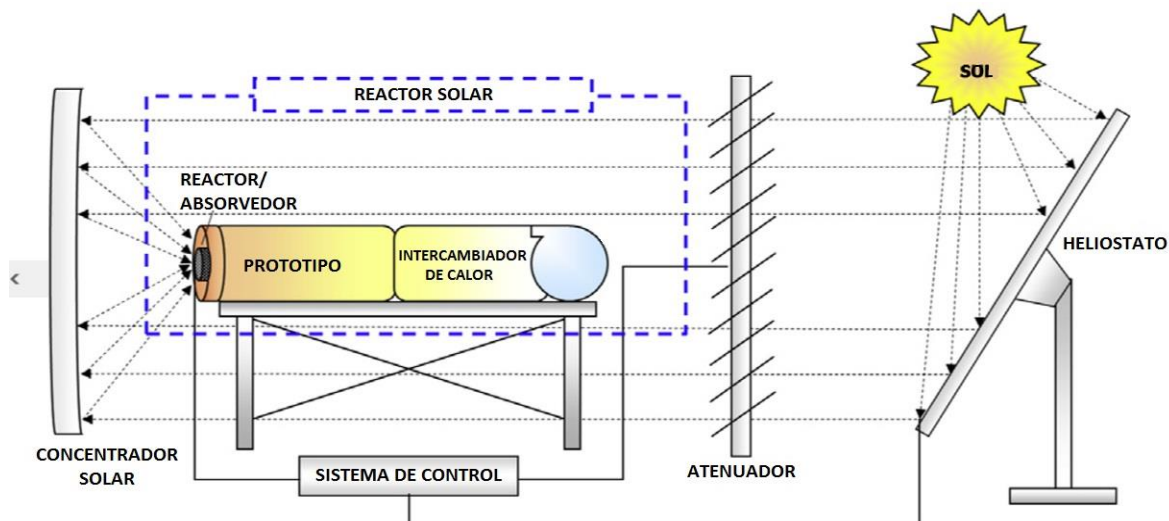 SOL
REACTOR SOLAR
REACTOR/
ABSORVEDOR
PROTOTIPO
INTERCAMBIADOR
DE CALOR
HELIOSTATO
CONCENTRADOR
SOLAR
SISTEMA DE CONTROL
ATENUADOR